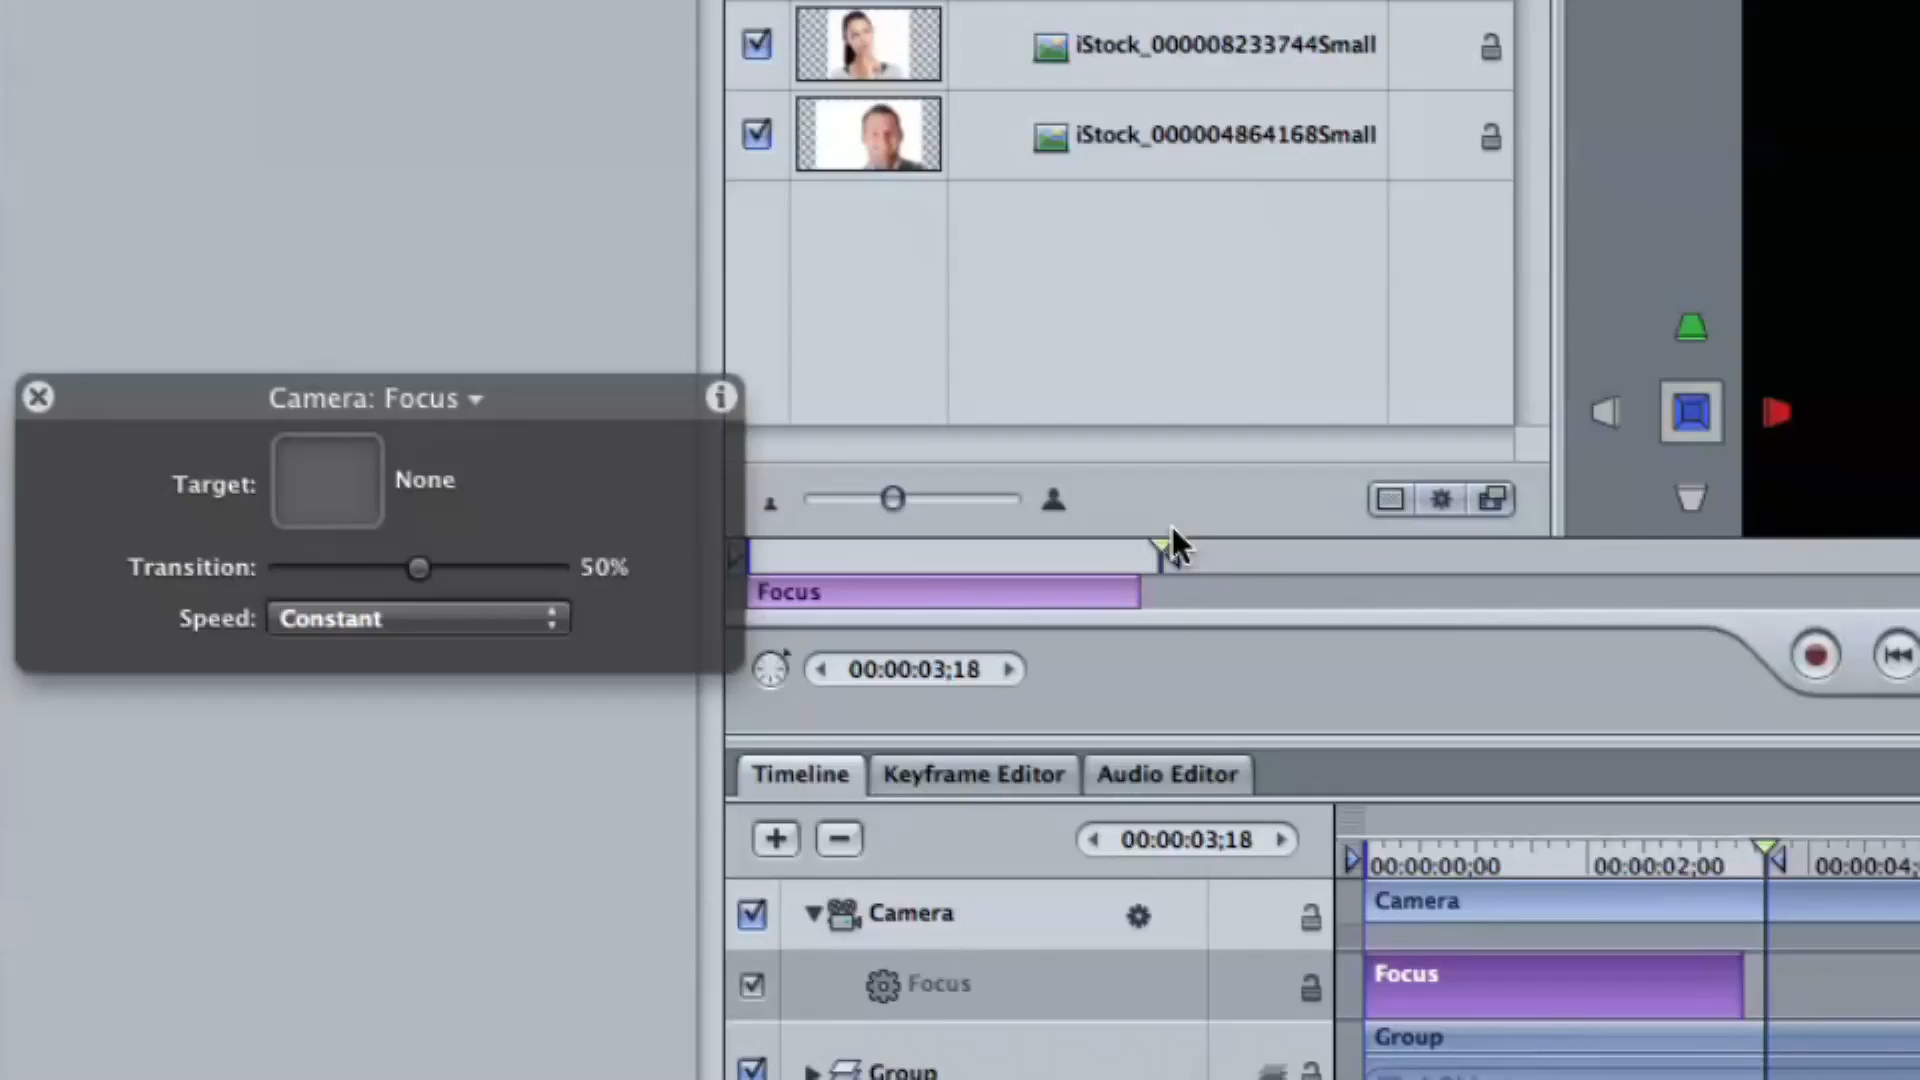 iStock_000008233744Small
iStock_000004864168Small
Camera: Focus
Target: None
Transition: 50%
Speed: Constant
Focus
00:00:03;18
Timeline Keyframe Editor Audio Editor
00:00:03;18
00:00:00;00 00:00:02;00 00:00:04;
Camera
Camera
Focus
Focus
Group
Group